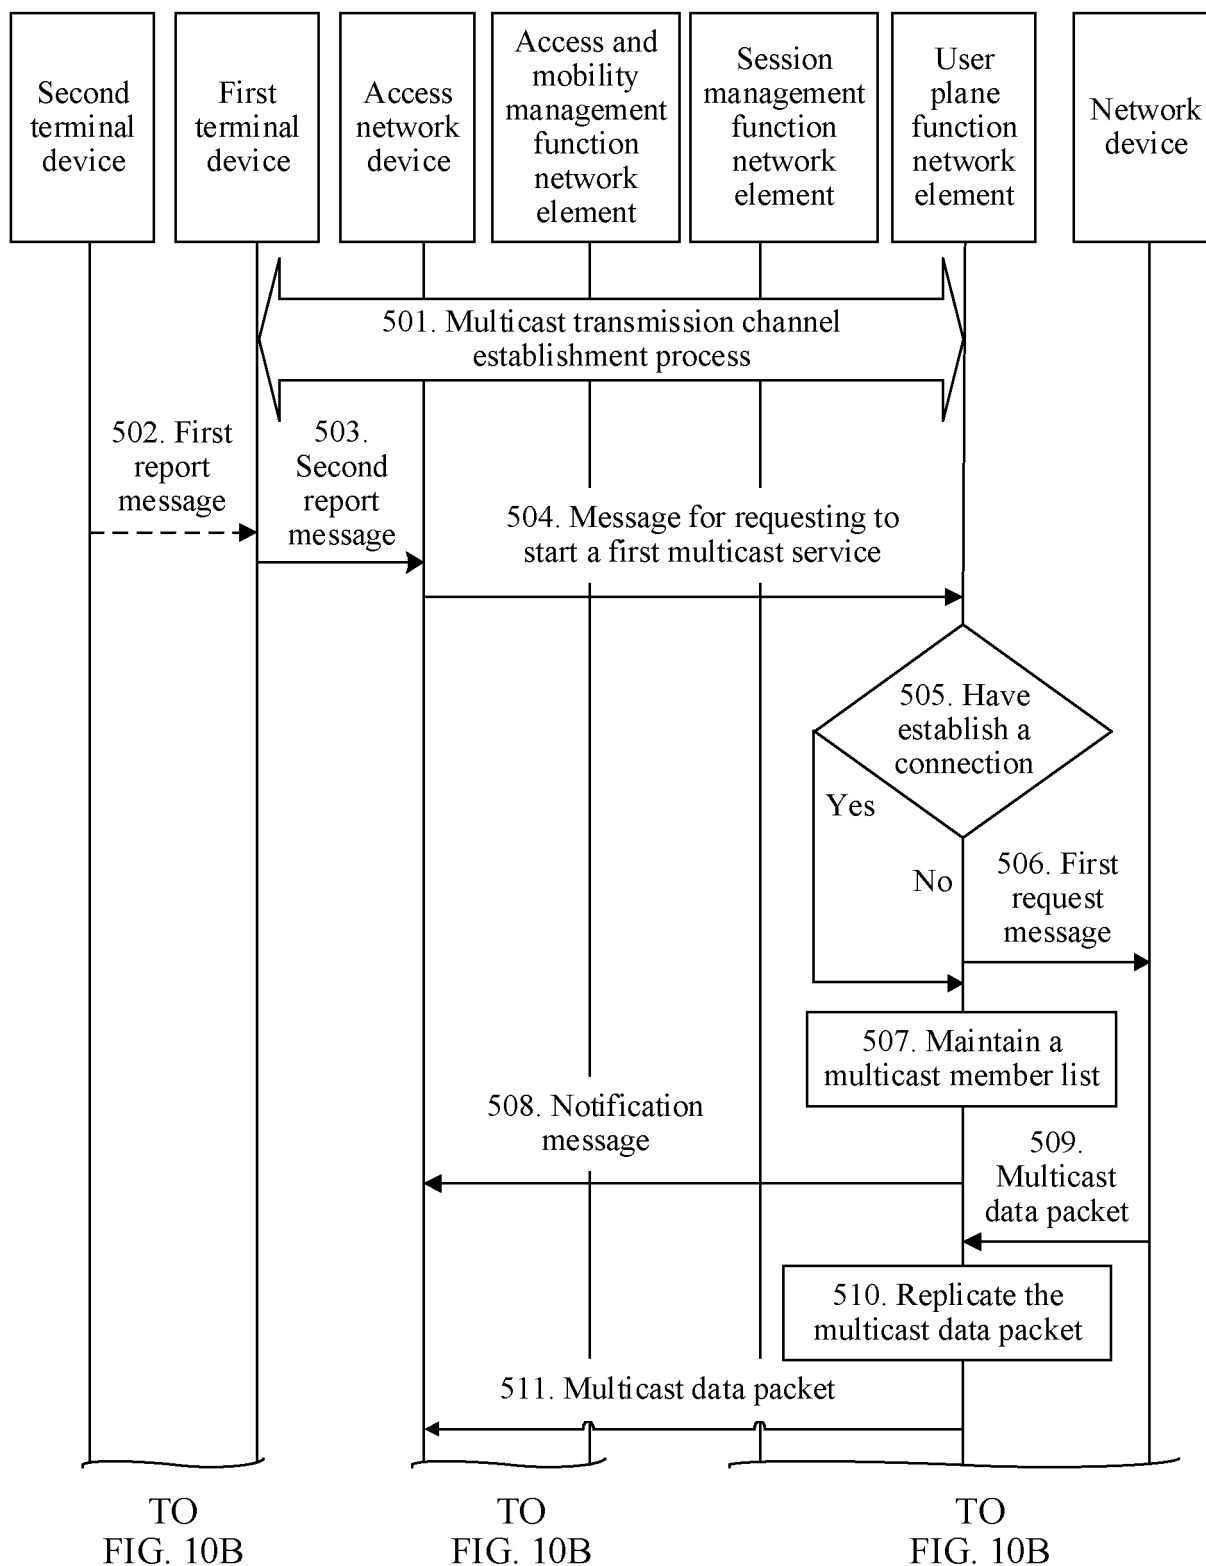 Second
terminal
device
First
terminal
device
Access
network
device
Access and
mobility
management
function
network
element
Session
management
function
network
element
User
plane
function
network
element
Network
device
501. Multicast transmission channel
establishment process
502. First
report
message
503.
Second
report
message
504. Message for requesting to
start a first multicast service
505. Have
establish a
connection
Yes
No
506. First
request
message
507. Maintain a
multicast member list
508. Notification
message
509.
Multicast
data packet
510. Replicate the
multicast data packet
511. Multicast data packet
TO
FIG. 10B
TO
FIG. 10B
TO
FIG. 10B